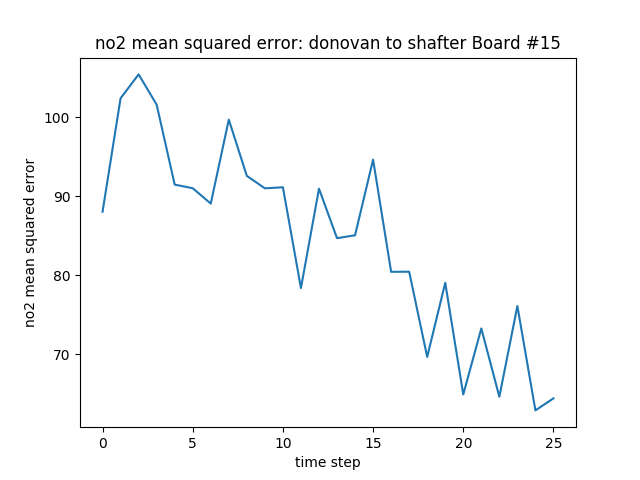 no2 mean squared error: donovan to shafter Board #15
no2 mean squared error
100
90
80
70
0 5 10 15 20 25
time step